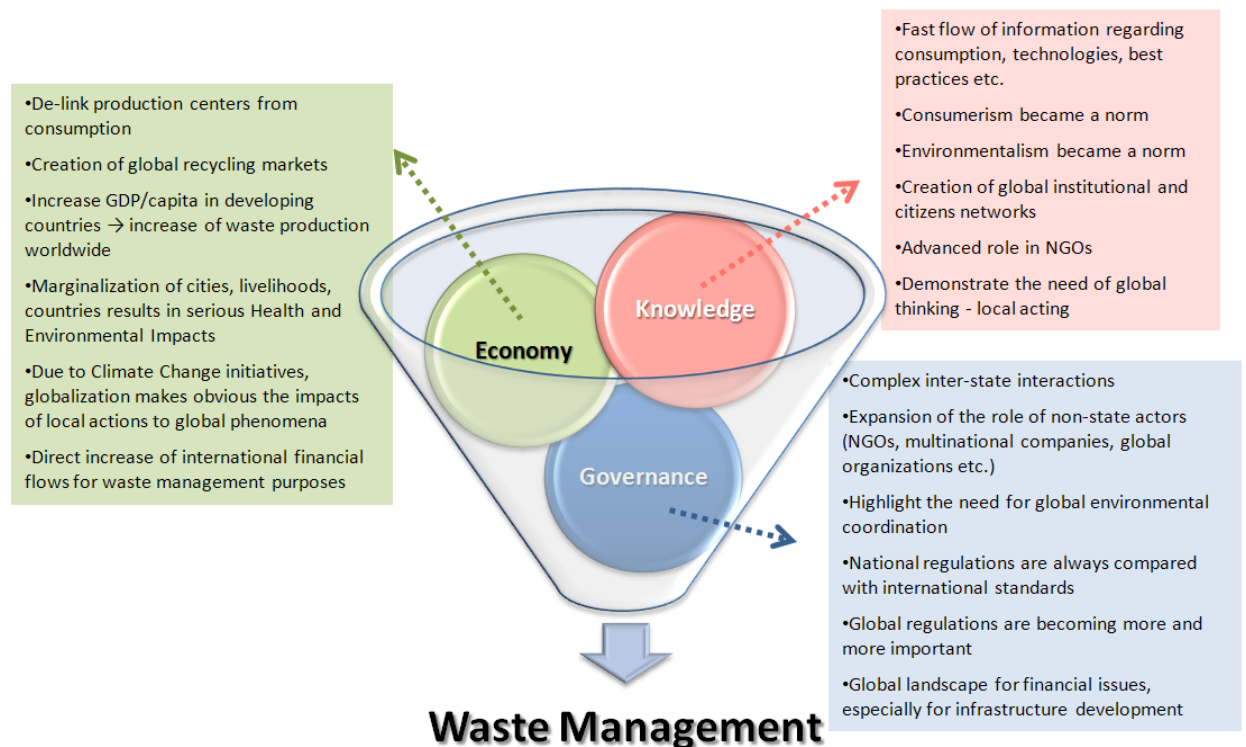 •De-link production centers from
consumption
•Creation of global recycling markets
•Increase GDP/capita in developing
countries → increase of waste production
worldwide
•Marginalization of cities, livelihoods,
countries results in serious Health and
Environmental Impacts
•Due to Climate Change initiatives,
globalization makes obvious the impacts
of local actions to global phenomena
•Direct increase of international financial
flows for waste management purposes
•Fast flow of information regarding
consumption, technologies, best
practices etc.
•Consumerism became a norm
•Environmentalism became a norm
•Creation of global institutional and
citizens networks
•Advanced role in NGOs
•Demonstrate the need of global
thinking - local acting
Knowledge
Economy
Governance
•Complex inter-state interactions
•Expansion of the role of non-state actors
(NGOs, multinational companies, global
organizations etc.)
•Highlight the need for global environmental
coordination
•National regulations are always compared
with international standards
•Global regulations are becoming more and
more important
•Global landscape for financial issues,
especially for infrastructure development
Waste Management